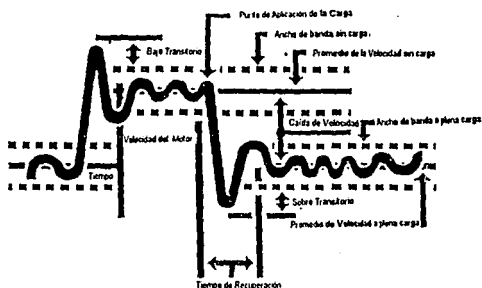 Punto de Aplicación de la Carga
Ancho de banda sin carga
Promedio de la Velocidad sin carga
Bajo Transitorio
Caída de Velocidad
Ancho de banda a plena carga
Velocidad del Motor
Tiempo
Sobre Transitorio
Promedio de Velocidad a plena carga
Tiempo de Recuperación